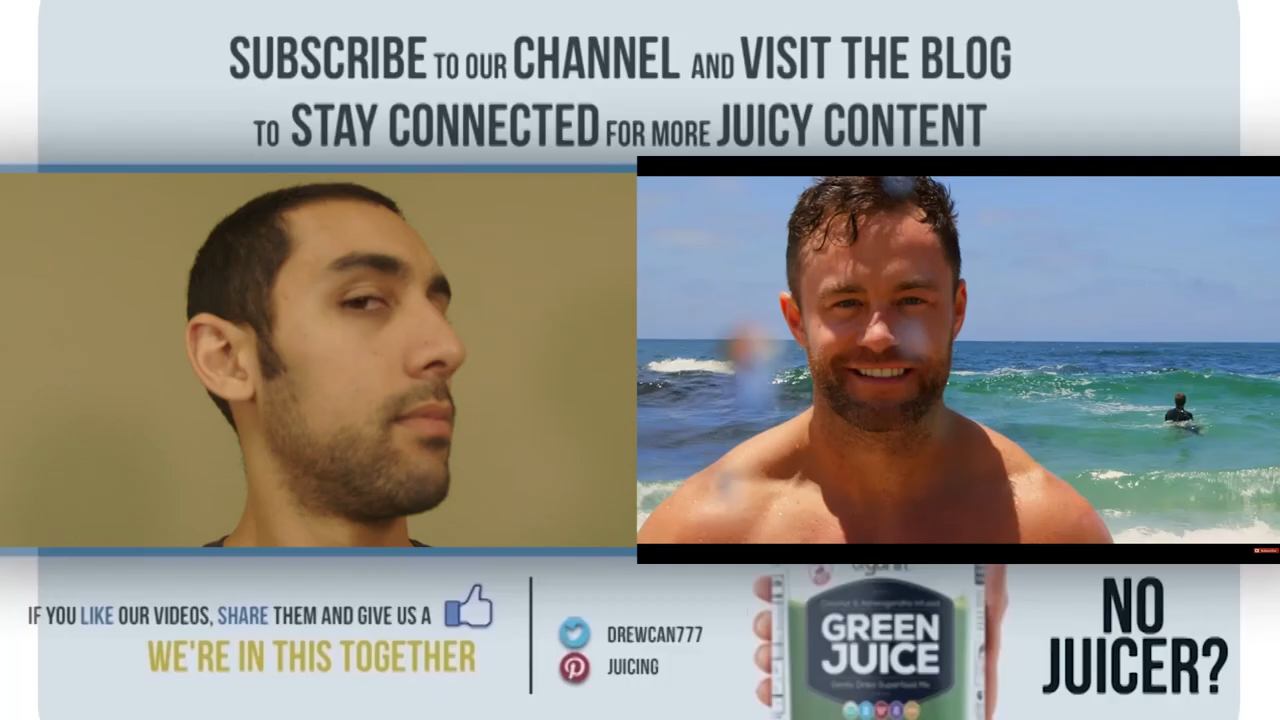 SUBSCRIBE TO OUR CHANNEL AND VISIT THE BLOG
TO STAY CONNECTED FOR MORE JUICY CONTENT
IF YOU LIKE OUR VIDEOS, SHARE THEM AND GIVE US A
WE'RE IN THIS TOGETHER
DREWCAN777
JUICING
GREEN
JUICE
NO
JUICER?